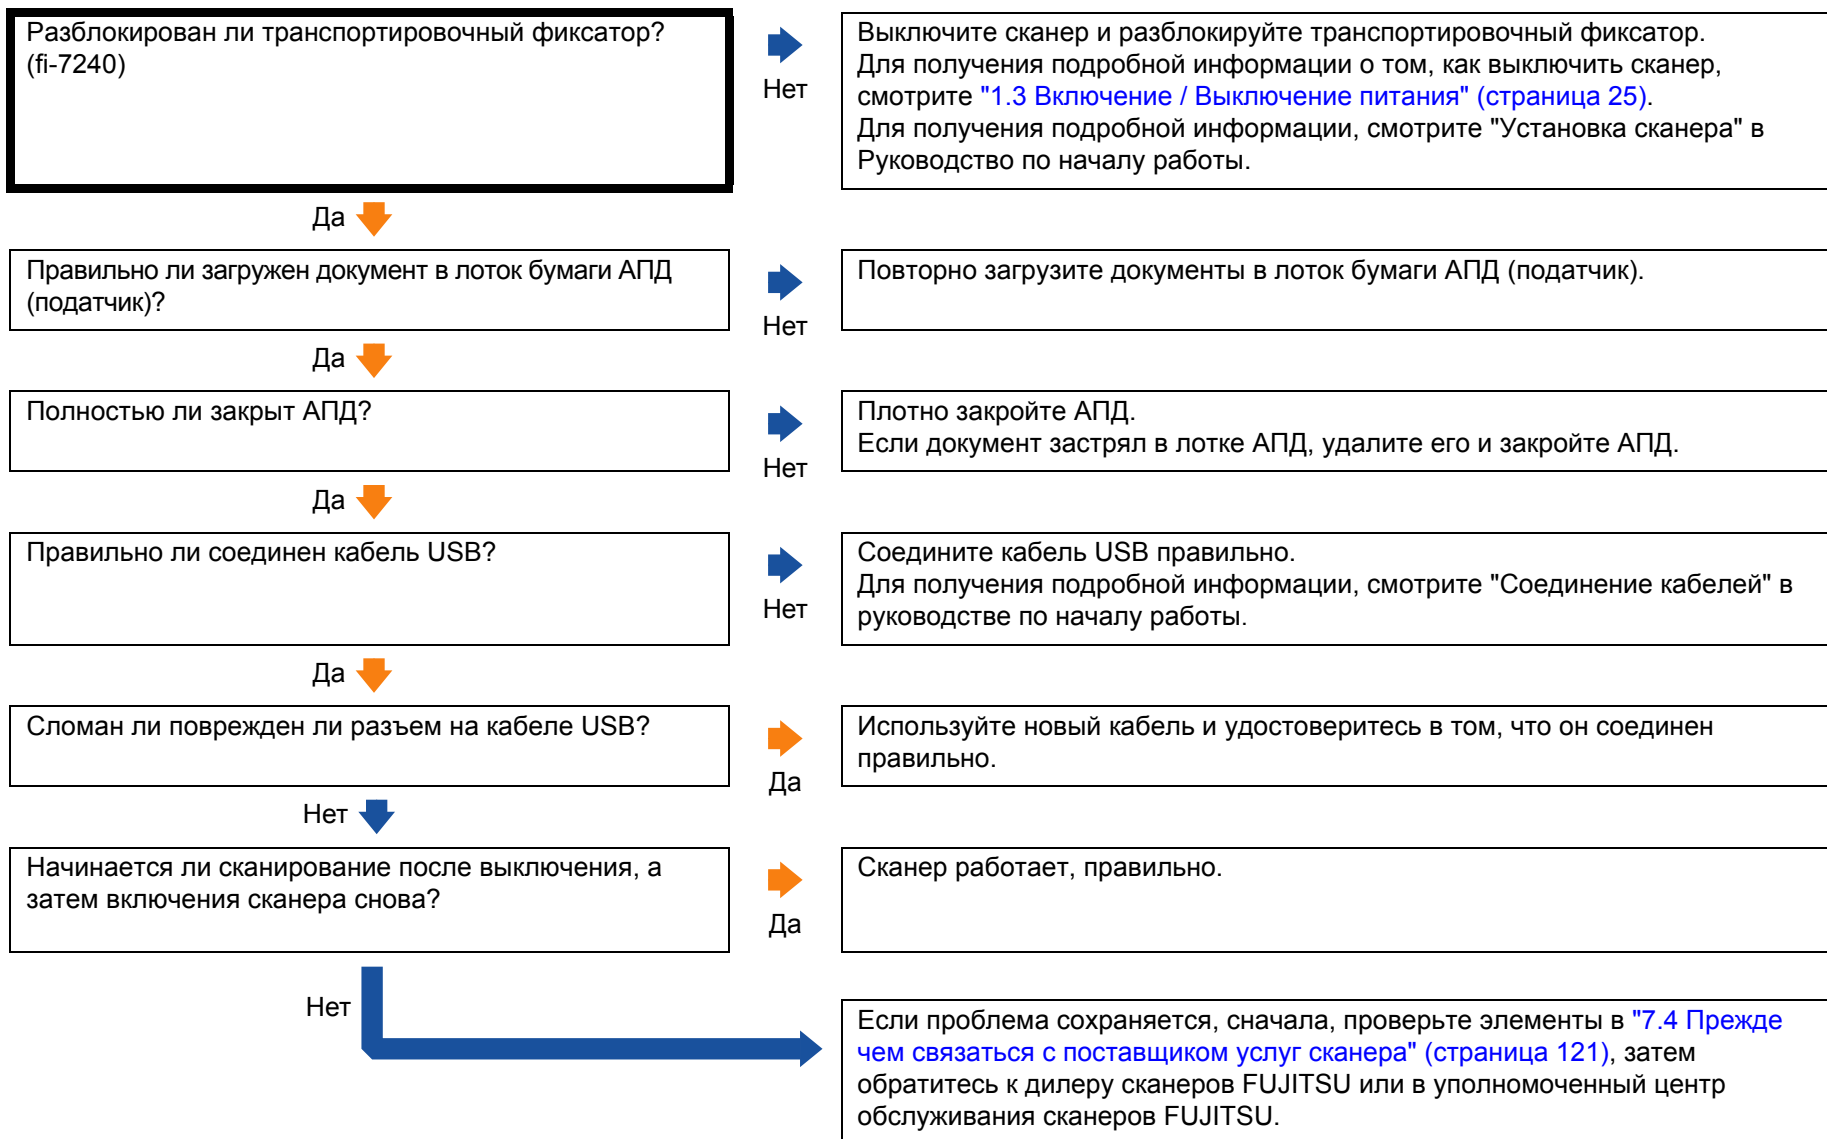 Разблокирован ли транспортировочный фиксатор?
(fi-7240)
Нет
Выключите сканер и разблокируйте транспортировочный фиксатор.
Для получения подробной информации о том, как выключить сканер,
смотрите "1.3 Включение / Выключение питания" (страница 25).
Для получения подробной информации, смотрите "Установка сканера" в
Руководство по началу работы.
Да
Правильно ли загружен документ в лоток бумаги АПД
(податчик)?
Нет
Повторно загрузите документы в лоток бумаги АПД (податчик).
Да
Полностью ли закрыт АПД?
Нет
Плотно закройте АПД.
Если документ застрял в лотке АПД, удалите его и закройте АПД.
Да
Правильно ли соединен кабель USB?
Нет
Соедините кабель USB правильно.
Для получения подробной информации, смотрите "Соединение кабелей" в
руководстве по началу работы.
Да
Сломан ли поврежден ли разъем на кабеле USB?
Да
Используйте новый кабель и удостоверитесь в том, что он соединен
правильно.
Нет
Начинается ли сканирование после выключения, а
затем включения сканера снова?
Да
Сканер работает, правильно.
Нет
Если проблема сохраняется, сначала, проверьте элементы в "7.4 Прежде
чем связаться с поставщиком услуг сканера" (страница 121), затем
обратитесь к дилеру сканеров FUJITSU или в уполномоченный центр
обслуживания сканеров FUJITSU.